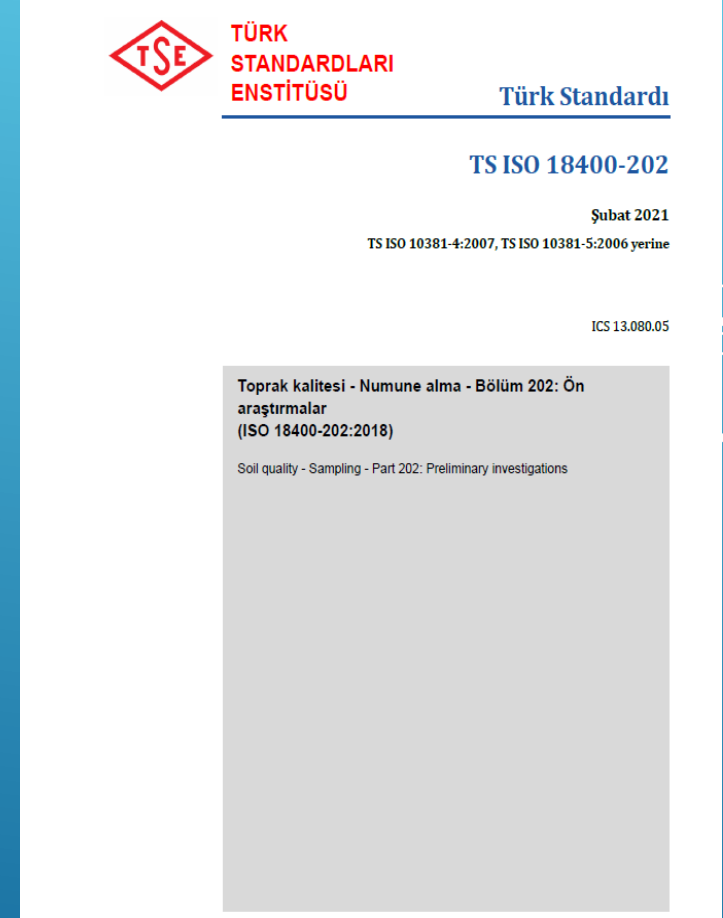 TSE
TÜRK
STANDARDLARI
ENSTİTÜSÜ
Türk Standardı
TS ISO 18400-202
Şubat 2021
TS ISO 10381-4:2007, TS ISO 10381-5:2006 yerine
ICS 13.080.05
Toprak kalitesi - Numune alma - Bölüm 202: Ön
araştırmalar
(ISO 18400-202:2018)
Soil quality - Sampling - Part 202: Preliminary investigations